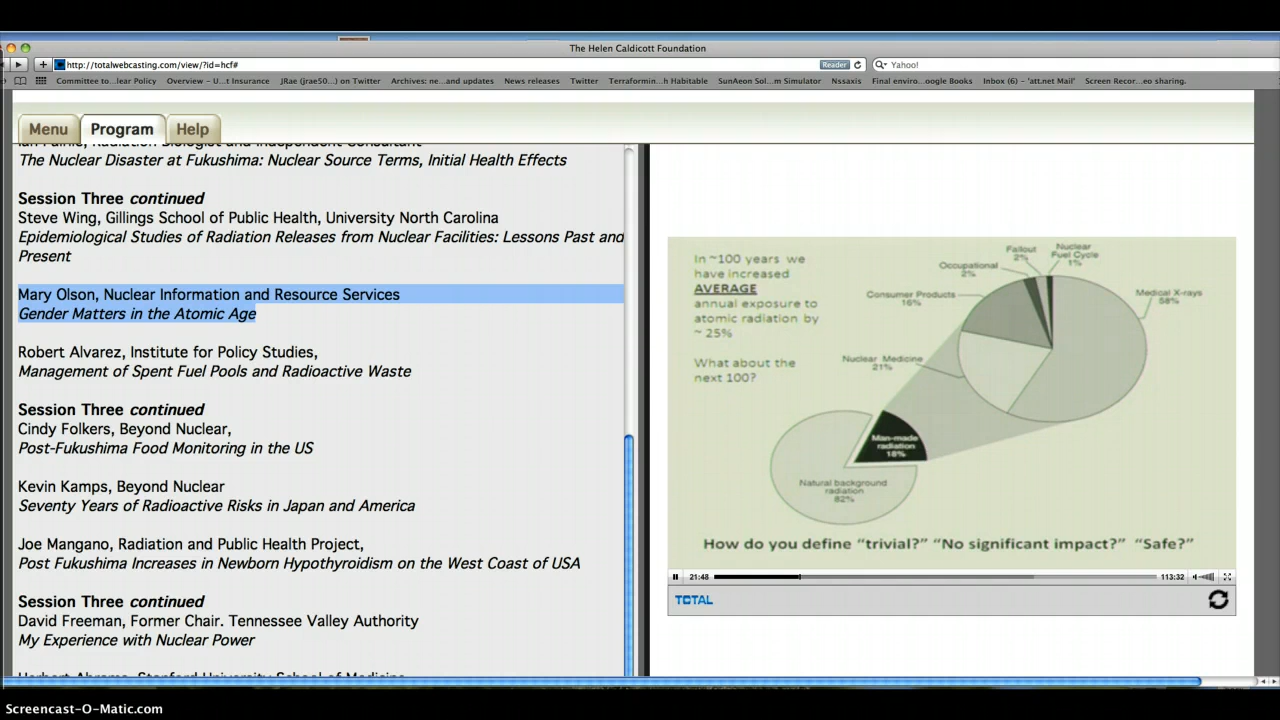 The Helen Caldicott Foundation
http://totalwebcasting.com/view/?id=hcf#
Reader
Yahoo!
Committee to...lear Policy
Overview – U...t Insurance
JRae (jrae50...) on Twitter
Archives: ne...and updates
News releases
Twitter
Terraformin...h Habitable
SunAeon Sol...m Simulator
Nssaxis
Final enviro...oogle Books
Inbox (6) – 'att.net Mail'
Screen Recor...eo sharing.
Menu
Program
Help
Radiation Biologist and Independent Consultant
The Nuclear Disaster at Fukushima: Nuclear Source Terms, Initial Health Effects
Session Three continued
Steve Wing, Gillings School of Public Health, University North Carolina
Epidemiological Studies of Radiation Releases from Nuclear Facilities: Lessons Past and
Present
Mary Olson, Nuclear Information and Resource Services
Gender Matters in the Atomic Age
Robert Alvarez, Institute for Policy Studies,
Management of Spent Fuel Pools and Radioactive Waste
Session Three continued
Cindy Folkers, Beyond Nuclear,
Post-Fukushima Food Monitoring in the US
Kevin Kamps, Beyond Nuclear
Seventy Years of Radioactive Risks in Japan and America
Joe Mangano, Radiation and Public Health Project,
Post Fukushima Increases in Newborn Hypothyroidism on the West Coast of USA
Session Three continued
David Freeman, Former Chair. Tennessee Valley Authority
My Experience with Nuclear Power
Herbert Abrams, Stanford University School of Medicine
In ~100 years we
have increased
AVERAGE
annual exposure to
atomic radiation by
~ 25%
What about the
next 100?
Fallout
2%
Nuclear
Fuel Cycle
1%
Occupational
2%
Consumer Products
16%
Medical X-rays
58%
Nuclear Medicine
21%
Man-made
radiation
18%
Natural background
radiation
82%
How do you define “trivial?” “No significant impact?” “Safe?”
21:48
113:32
TOTAL
Screencast-O-Matic.com